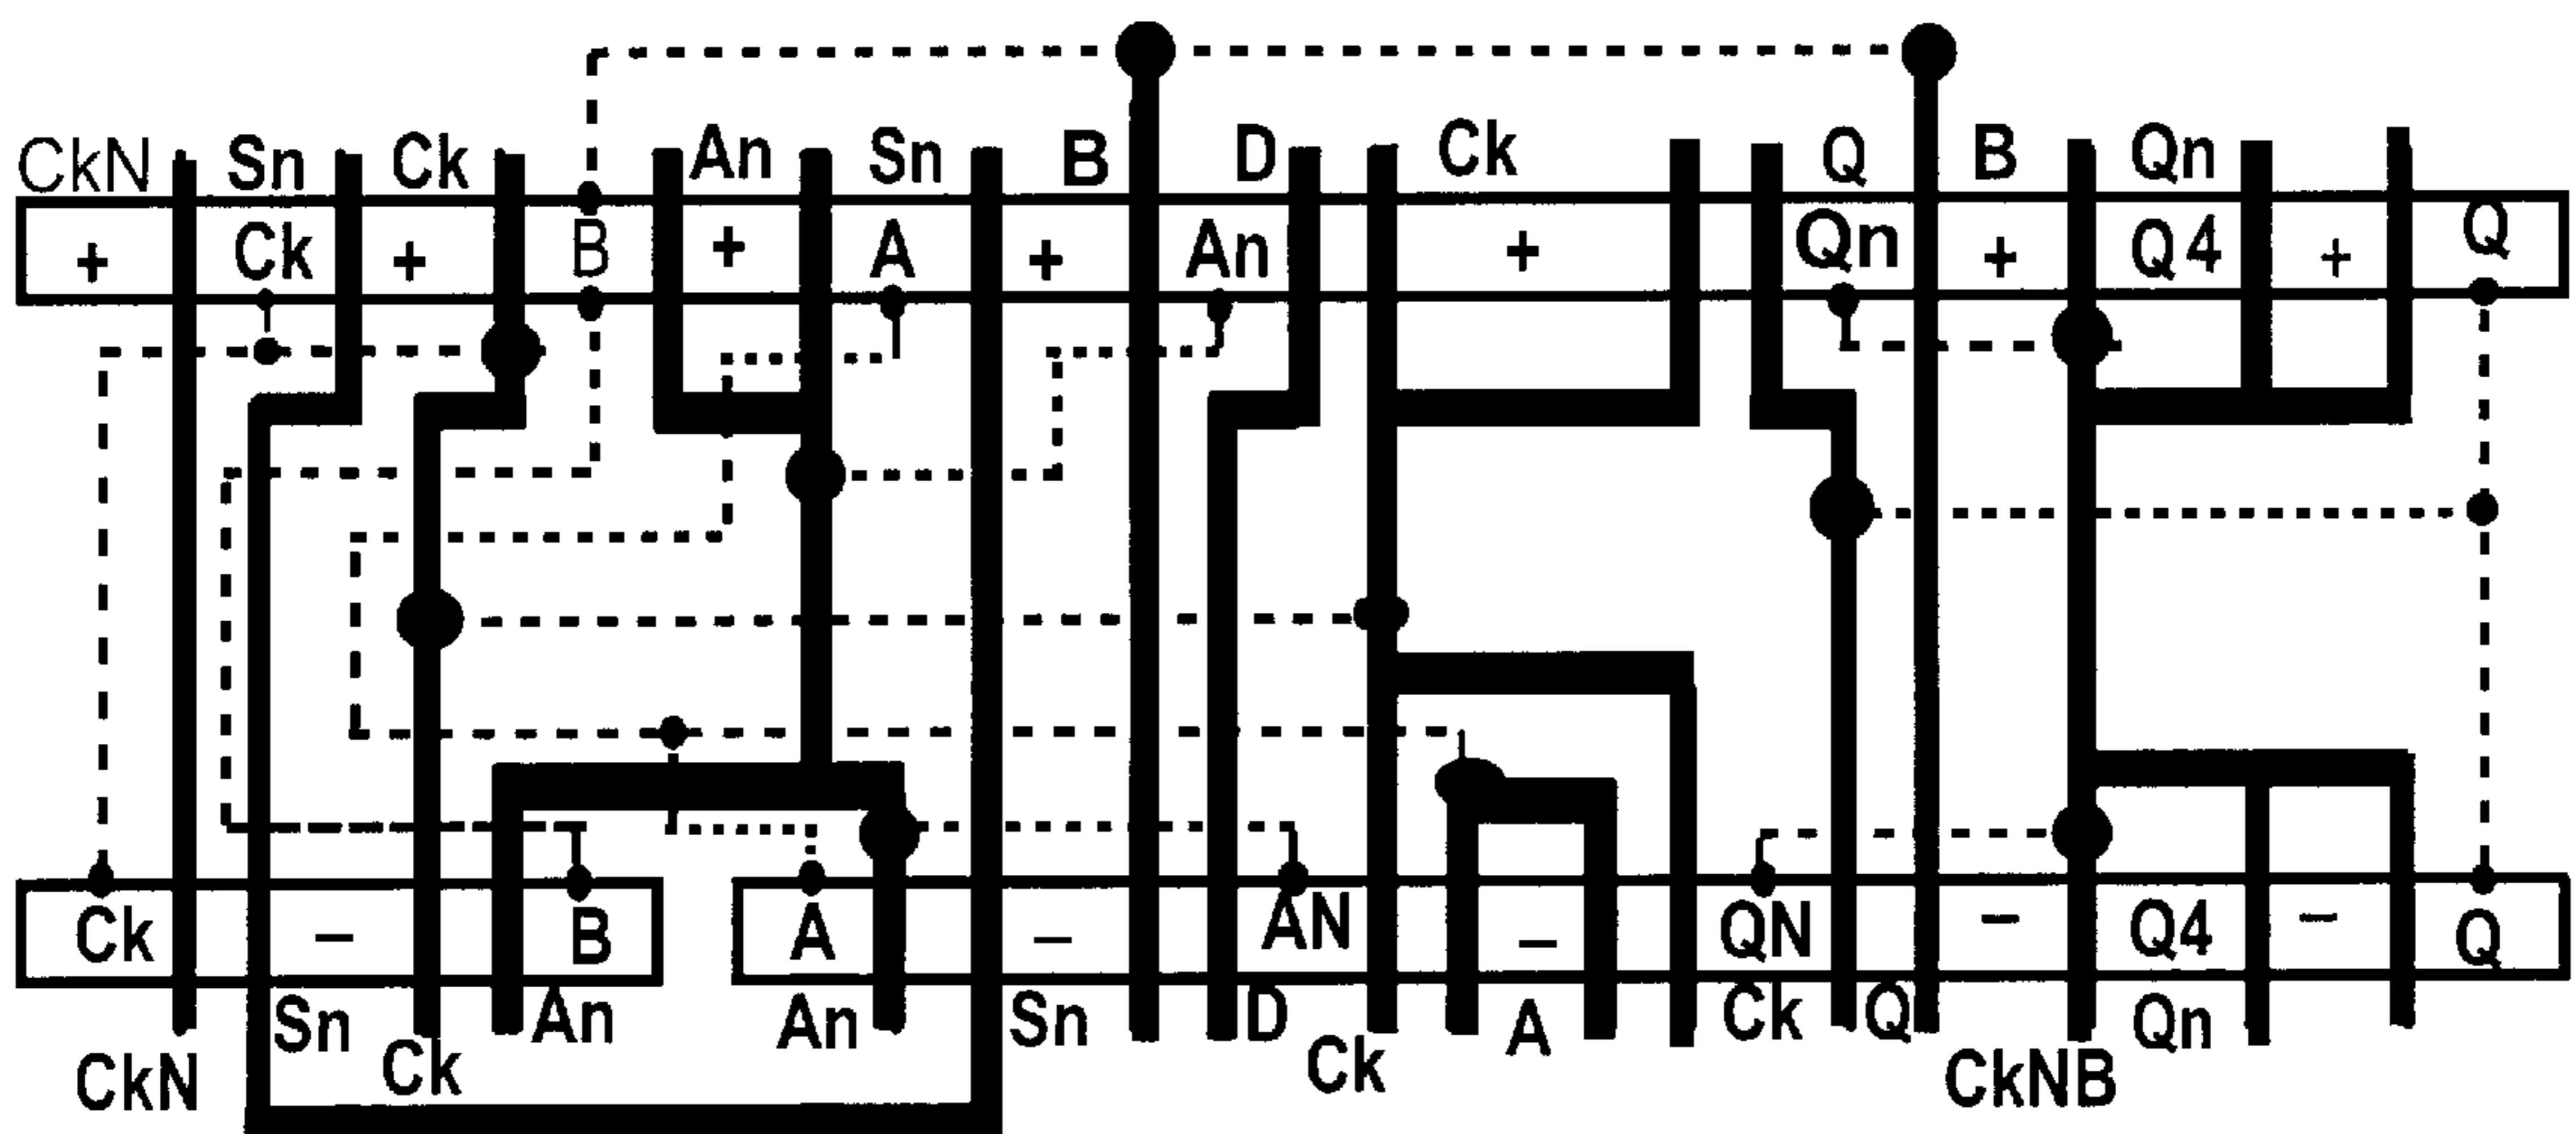 CkN Sn Ck An Sn B D Ck Q B Qn
+ Ck + B + A + An + Qn + Q4 + Q
Ck – B A – AN – QN – Q4 – Q
Sn An An Sn D A Ck Q Qn
CkN Ck Ck CkNB